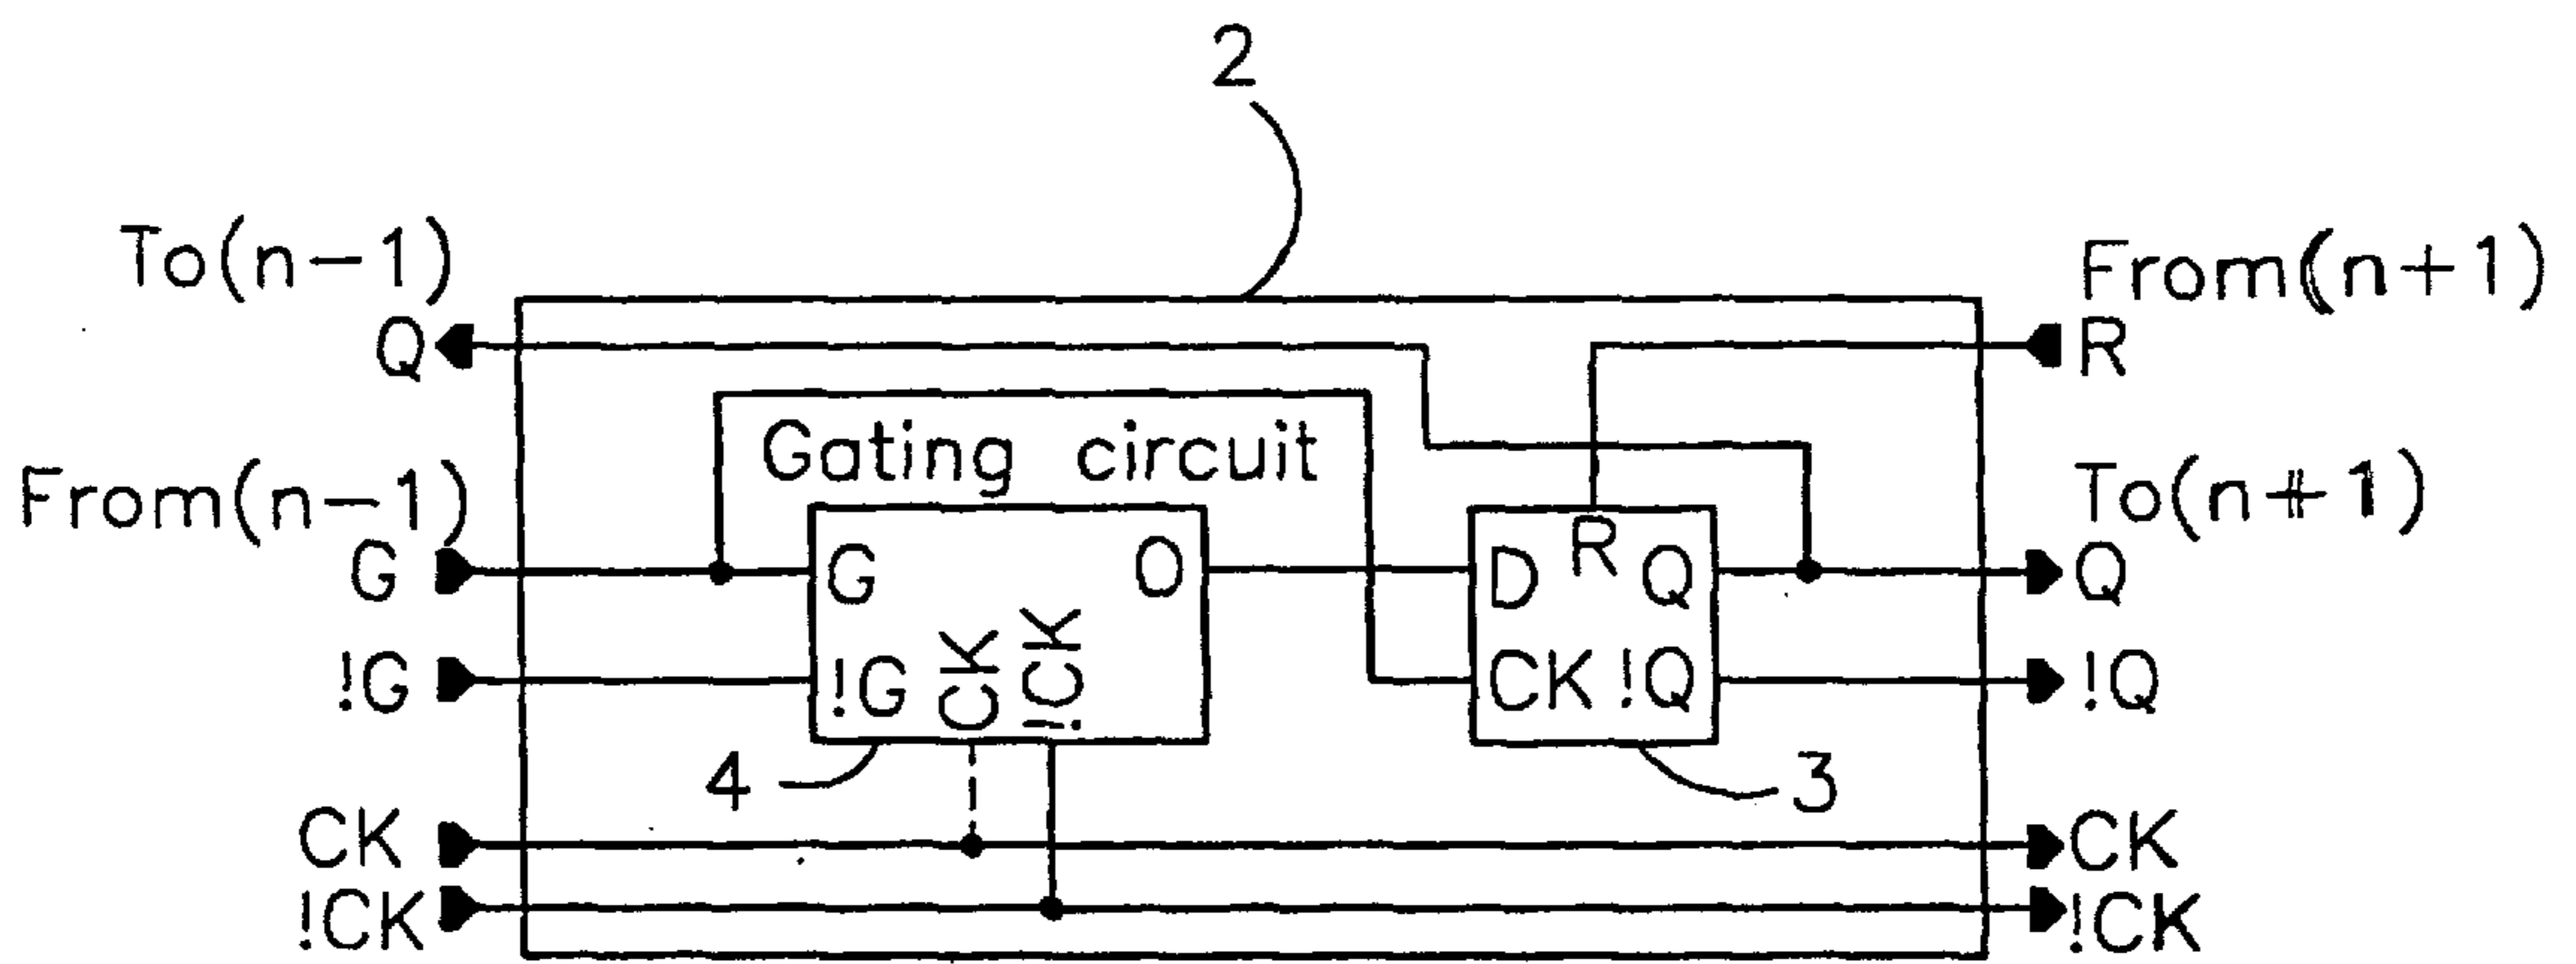 2
To(n-1)
Q
From(n+1)
R
Gating circuit
From(n-1)
G
!G
G
O
!G
CK
!CK
D
R
Q
CK
!Q
To(n+1)
Q
!Q
4
3
CK
!CK
CK
!CK